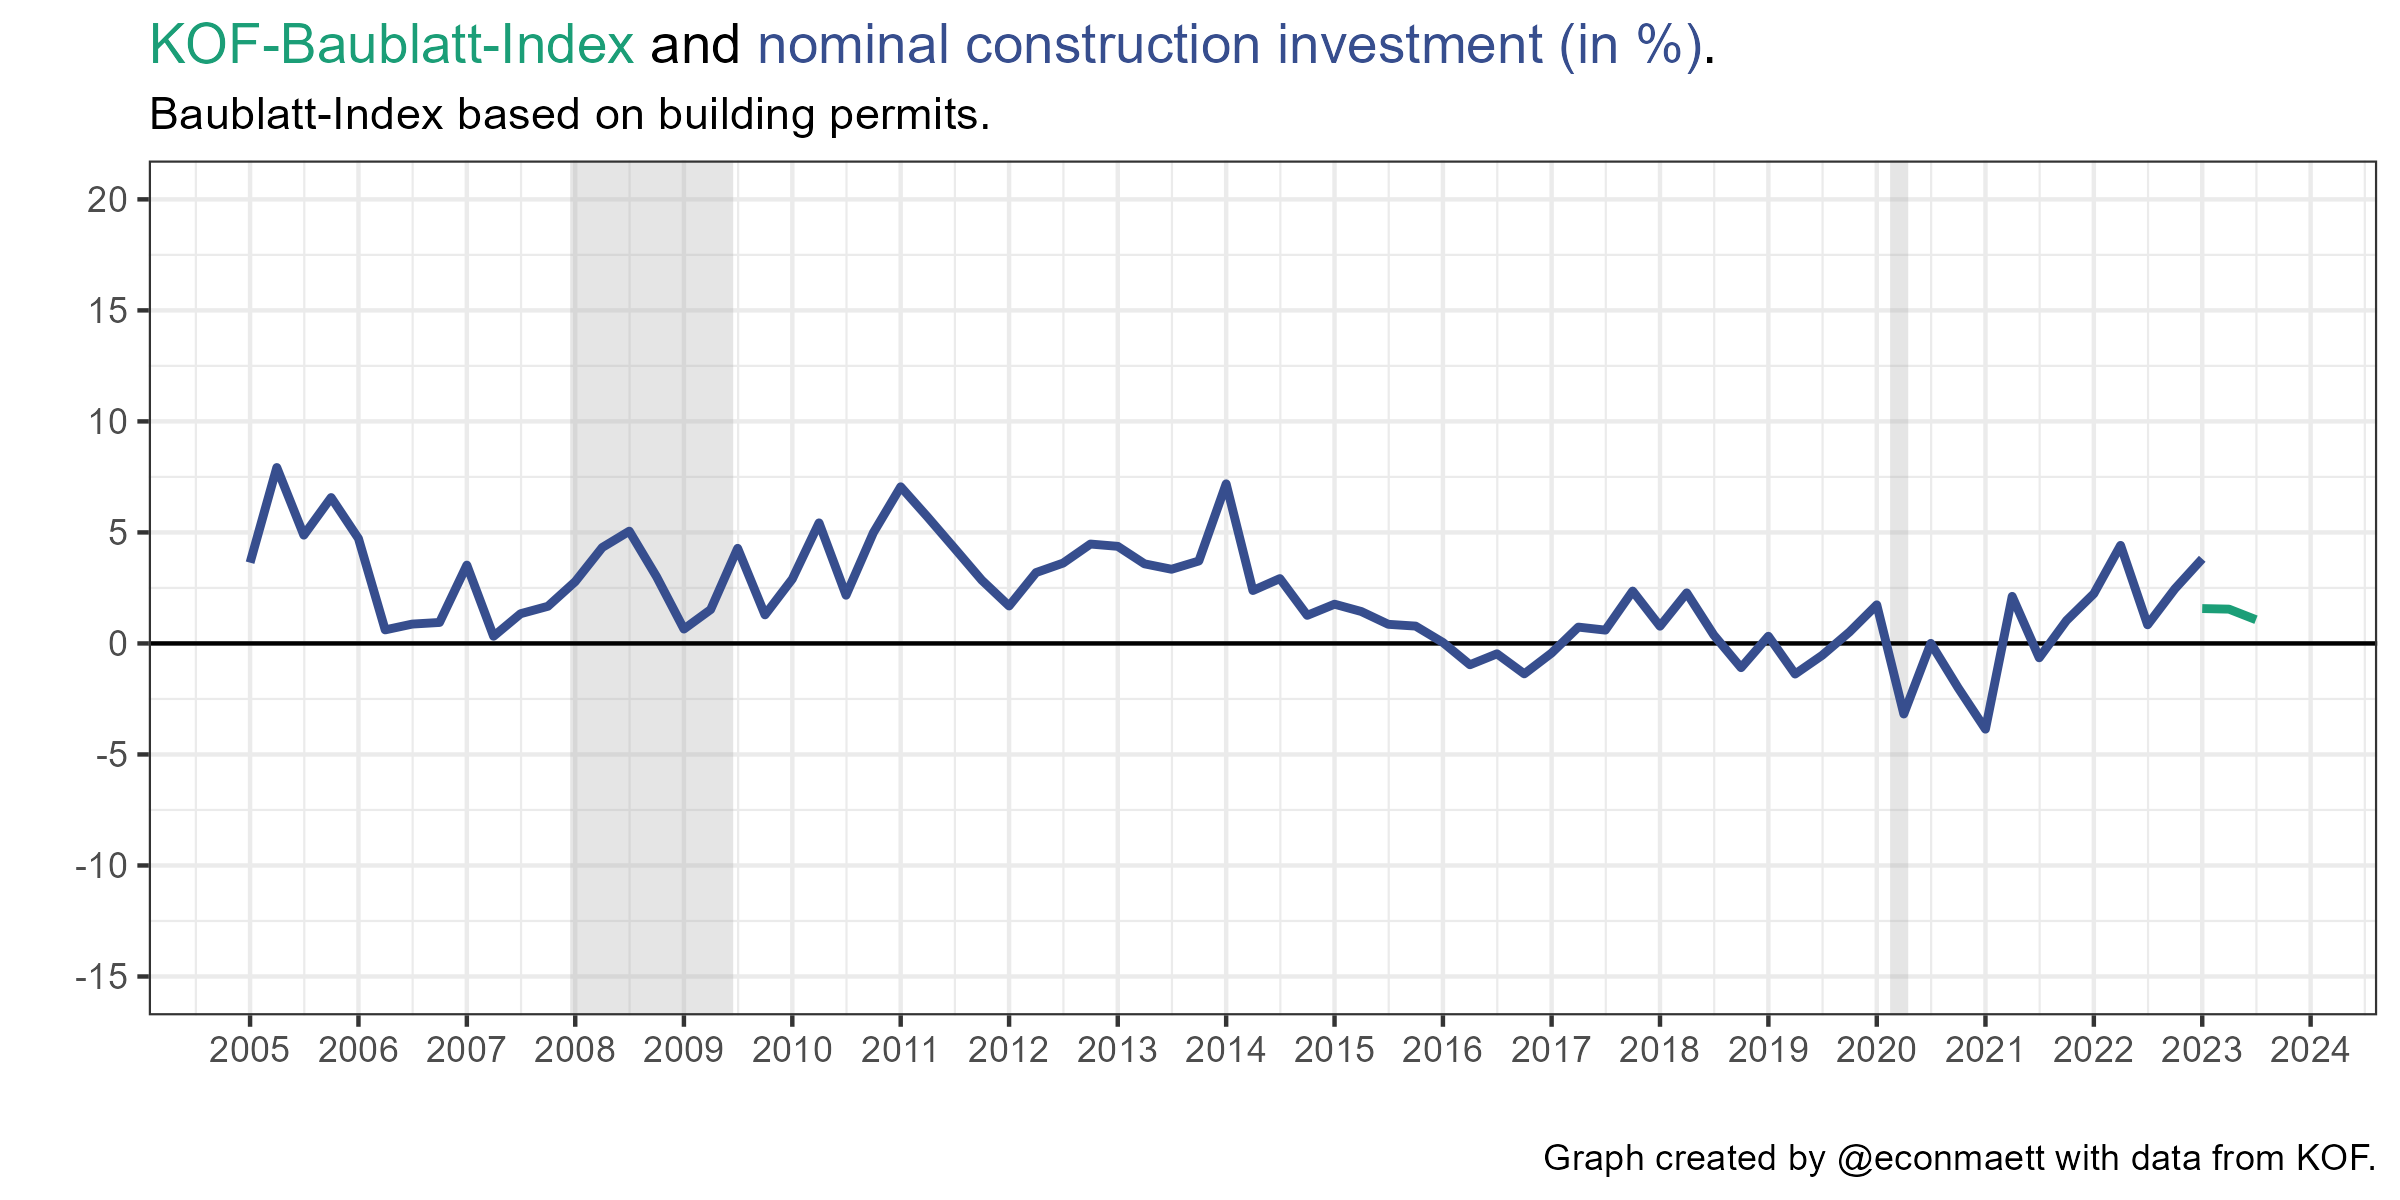 KOF-Baublatt-Index and nominal construction investment (in %).
Baublatt-Index based on building permits.
20
15
10
5
0
-5
-10
-15
2005 2006 2007 2008 2009 2010 2011 2012 2013 2014 2015 2016 2017 2018 2019 2020 2021 2022 2023 2024
Graph created by @econmaett with data from KOF.